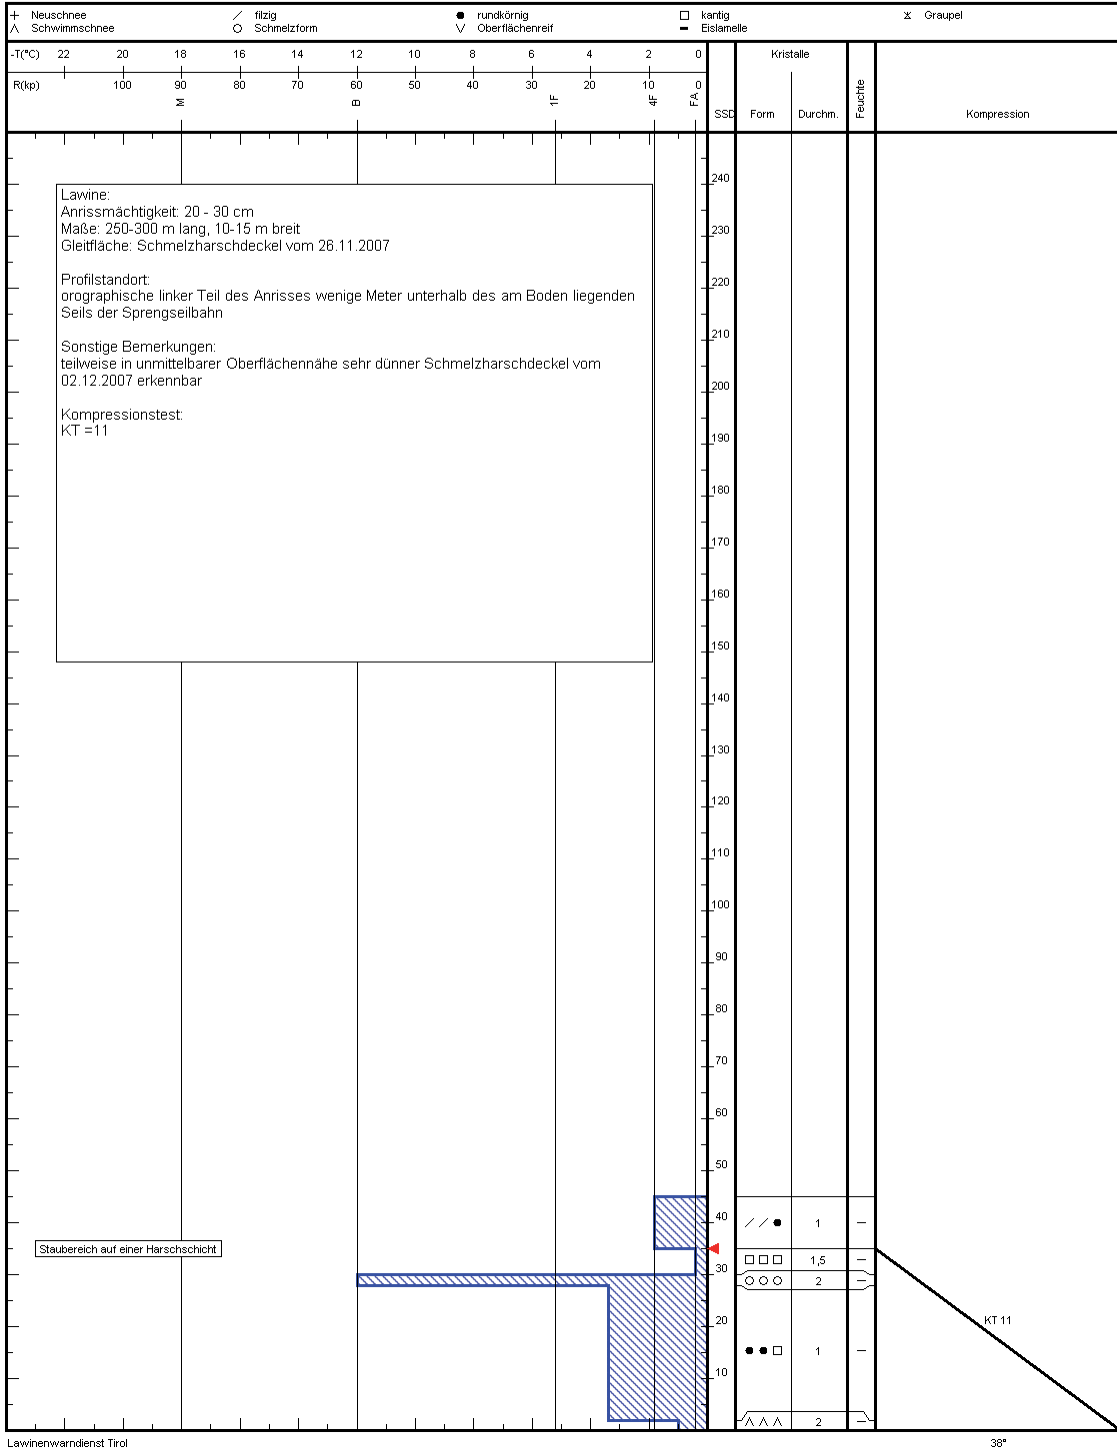 + Neuschnee / filzig ● rundkörnig □ kantig Graupel
∧ Schwimmschnee ○ Schmelzform ∨ Oberflächenreif ━ Eislamelle
-T(°C) 22 20 18 16 14 12 10 8 6 4 2 0
Kristalle
R(kp) 100 90 80 70 60 50 40 30 20 10 0
M B 1F 4F FA
SSD Form Durchm. Feuchte Kompression
240
230
220
210
200
190
180
170
160
150
140
130
120
110
100
90
80
70
60
50
40
30
20
10
Lawine:
Anrissmächtigkeit: 20 - 30 cm
Maße: 250-300 m lang, 10-15 m breit
Gleitfläche: Schmelzharschdeckel vom 26.11.2007
Profilstandort:
orographische linker Teil des Anrisses wenige Meter unterhalb des am Boden liegenden
Seils der Sprengseilbahn
Sonstige Bemerkungen:
teilweise in unmittelbarer Oberflächennähe sehr dünner Schmelzharschdeckel vom
02.12.2007 erkennbar
Kompressionstest:
KT =11
/ / ● 1 –
Staubereich auf einer Harschschicht
□ □ □ 1,5 –
○ ○ ○ 2 –
KT 11
● ● □ 1 –
∧ ∧ ∧ 2 –
Lawinenwarndienst Tirol 38°